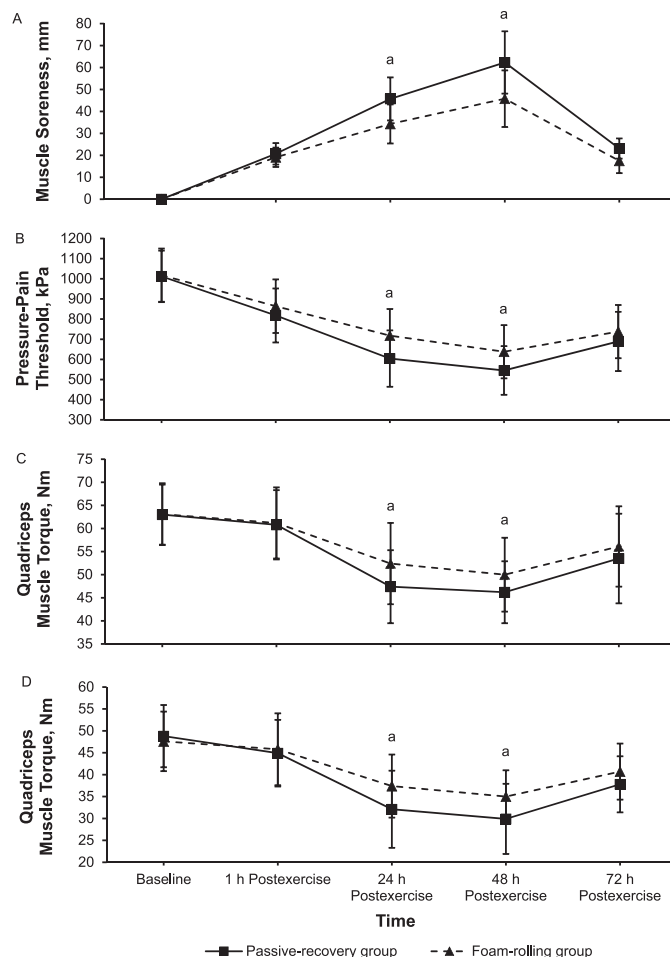 A
Muscle Soreness, mm
80
70
60
50
40
30
20
10
0
a
a
B
Pressure-Pain
Threshold, kPa
1200
1100
1000
900
800
700
600
500
400
300
a
a
C
Quadriceps
Muscle Torque, Nm
75
70
65
60
55
50
45
40
35
a
a
D
Quadriceps
Muscle Torque, Nm
60
55
50
45
40
35
30
25
20
a
a
Baseline
1 h Postexercise
24 h
Postexercise
48 h
Postexercise
72 h
Postexercise
Time
Passive-recovery group
Foam-rolling group